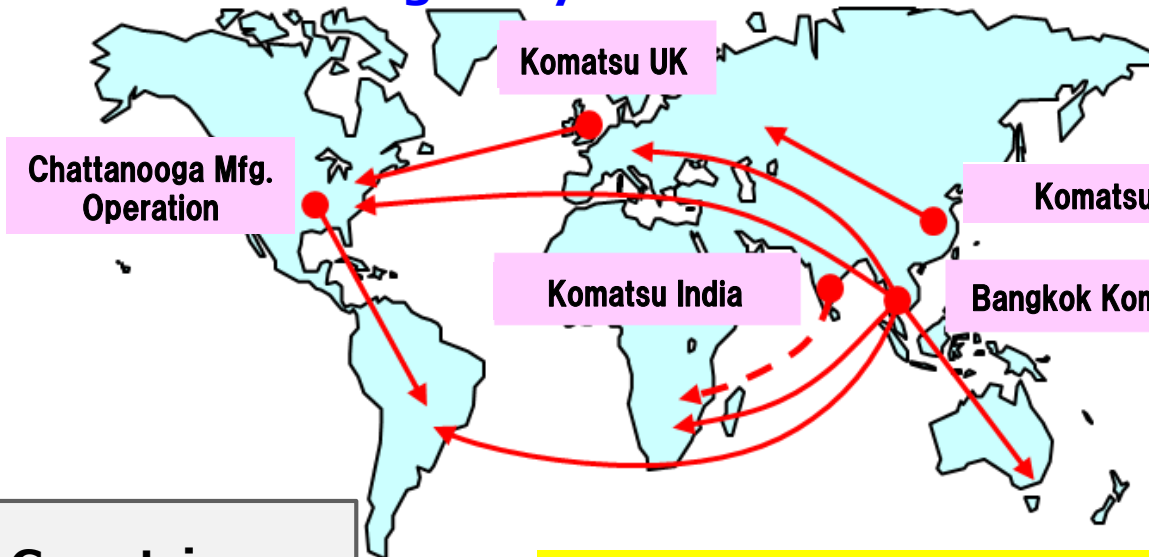 Komatsu UK
Chattanooga Mfg.
Operation
Komatsu
Komatsu India
Bangkok Kom